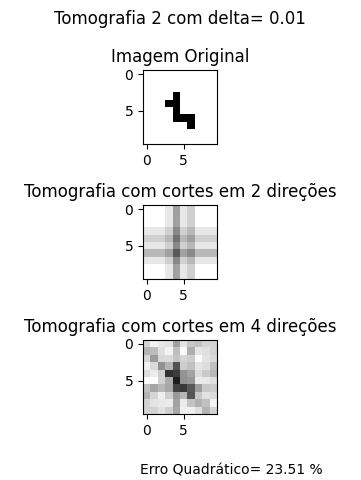 Tomografia 2 com delta= 0.01
Imagem Original
0
5
0 5
Tomografia com cortes em 2 direções
0
5
0 5
Tomografia com cortes em 4 direções
0
5
0 5
Erro Quadrático= 23.51 %